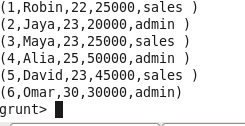 (1,Robin,22,25000,sales )
(2,Jaya,23,20000,admin )
(3,Maya,23,25000,sales )
(4,Alia,25,50000,admin )
(5,David,23,45000,sales )
(6,Omar,30,30000,admin)
grunt>